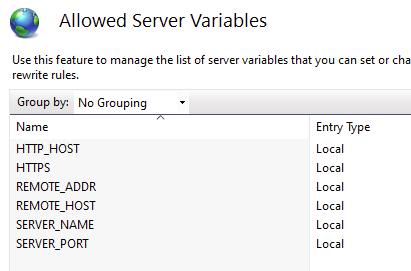 Allowed Server Variables
Use this feature to manage the list of server variables that you can set or cha
rewrite rules.
Group by: No Grouping
Name Entry Type
HTTP_HOST Local
HTTPS Local
REMOTE_ADDR Local
REMOTE_HOST Local
SERVER_NAME Local
SERVER_PORT Local